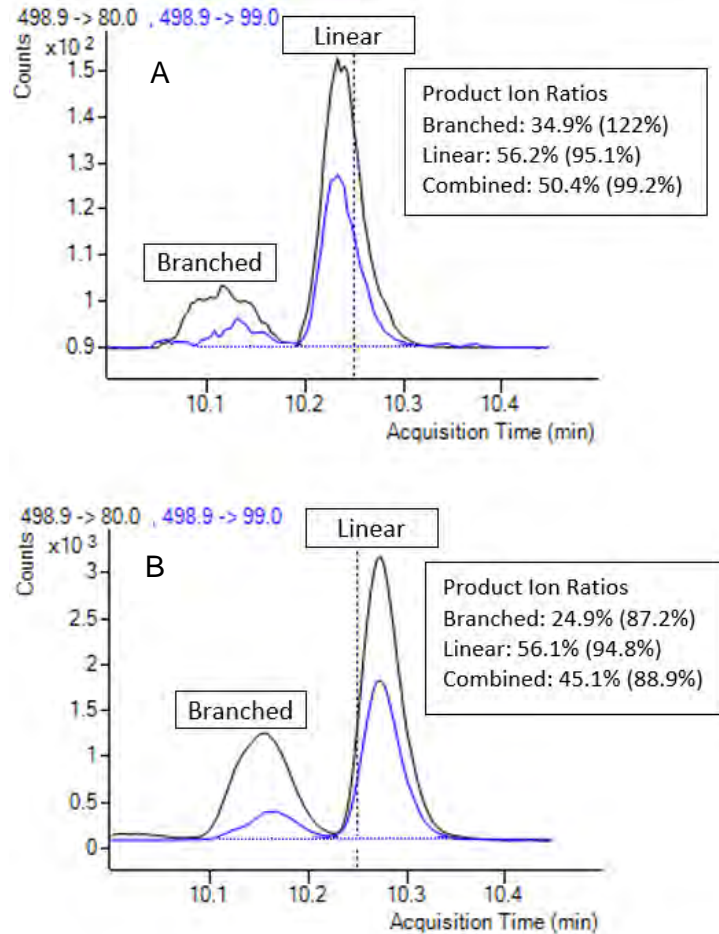 498.9 -> 80.0 , 498.9 -> 99.0
Counts
x10 2
A
Linear
Branched
Product Ion Ratios
Branched: 34.9% (122%)
Linear: 56.2% (95.1%)
Combined: 50.4% (99.2%)
1.5
1.4
1.3
1.2
1.1
1
0.9
10.1 10.2 10.3 10.4
Acquisition Time (min)
498.9 -> 80.0 , 498.9 -> 99.0
Counts
x10 3
B
Linear
Branched
Product Ion Ratios
Branched: 24.9% (87.2%)
Linear: 56.1% (94.8%)
Combined: 45.1% (88.9%)
3
2.5
2
1.5
1
0.5
0
10.1 10.2 10.3 10.4
Acquisition Time (min)